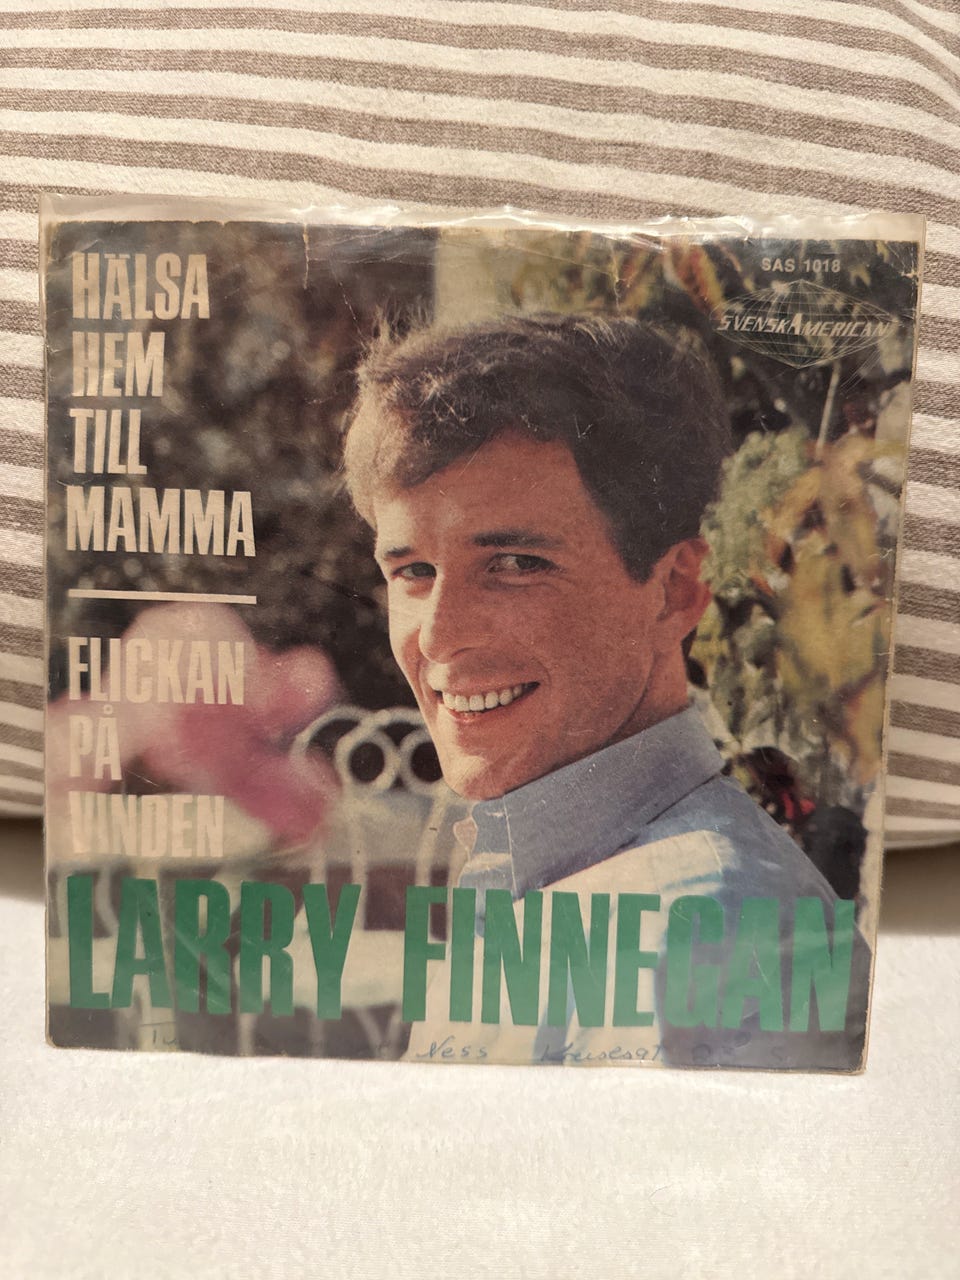 HÄLSA
HEM
TILL
MAMMA
FLICKAN
PÅ
VINDEN
SAS 1018
SVENSKAMERICAN
LARRY FINNEGAN
Ness